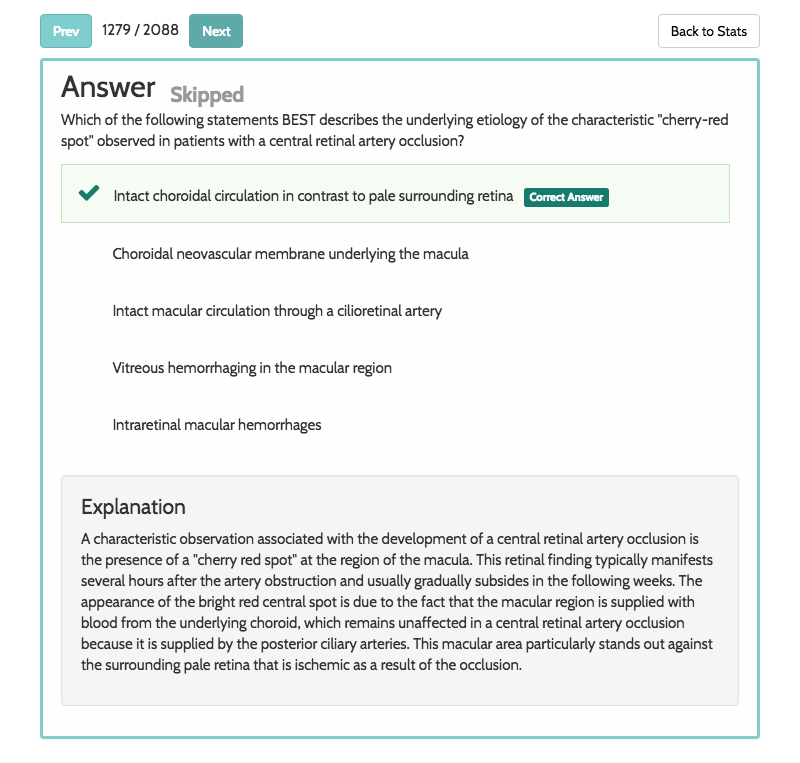 Prev 1279 / 2088 Next Back to Stats
Answer Skipped
Which of the following statements BEST describes the underlying etiology of the characteristic "cherry-red
spot" observed in patients with a central retinal artery occlusion?
Intact choroidal circulation in contrast to pale surrounding retina Correct Answer
Choroidal neovascular membrane underlying the macula
Intact macular circulation through a cilioretinal artery
Vitreous hemorrhaging in the macular region
Intraretinal macular hemorrhages
Explanation
A characteristic observation associated with the development of a central retinal artery occlusion is
the presence of a "cherry red spot" at the region of the macula. This retinal finding typically manifests
several hours after the artery obstruction and usually gradually subsides in the following weeks. The
appearance of the bright red central spot is due to the fact that the macular region is supplied with
blood from the underlying choroid, which remains unaffected in a central retinal artery occlusion
because it is supplied by the posterior ciliary arteries. This macular area particularly stands out against
the surrounding pale retina that is ischemic as a result of the occlusion.